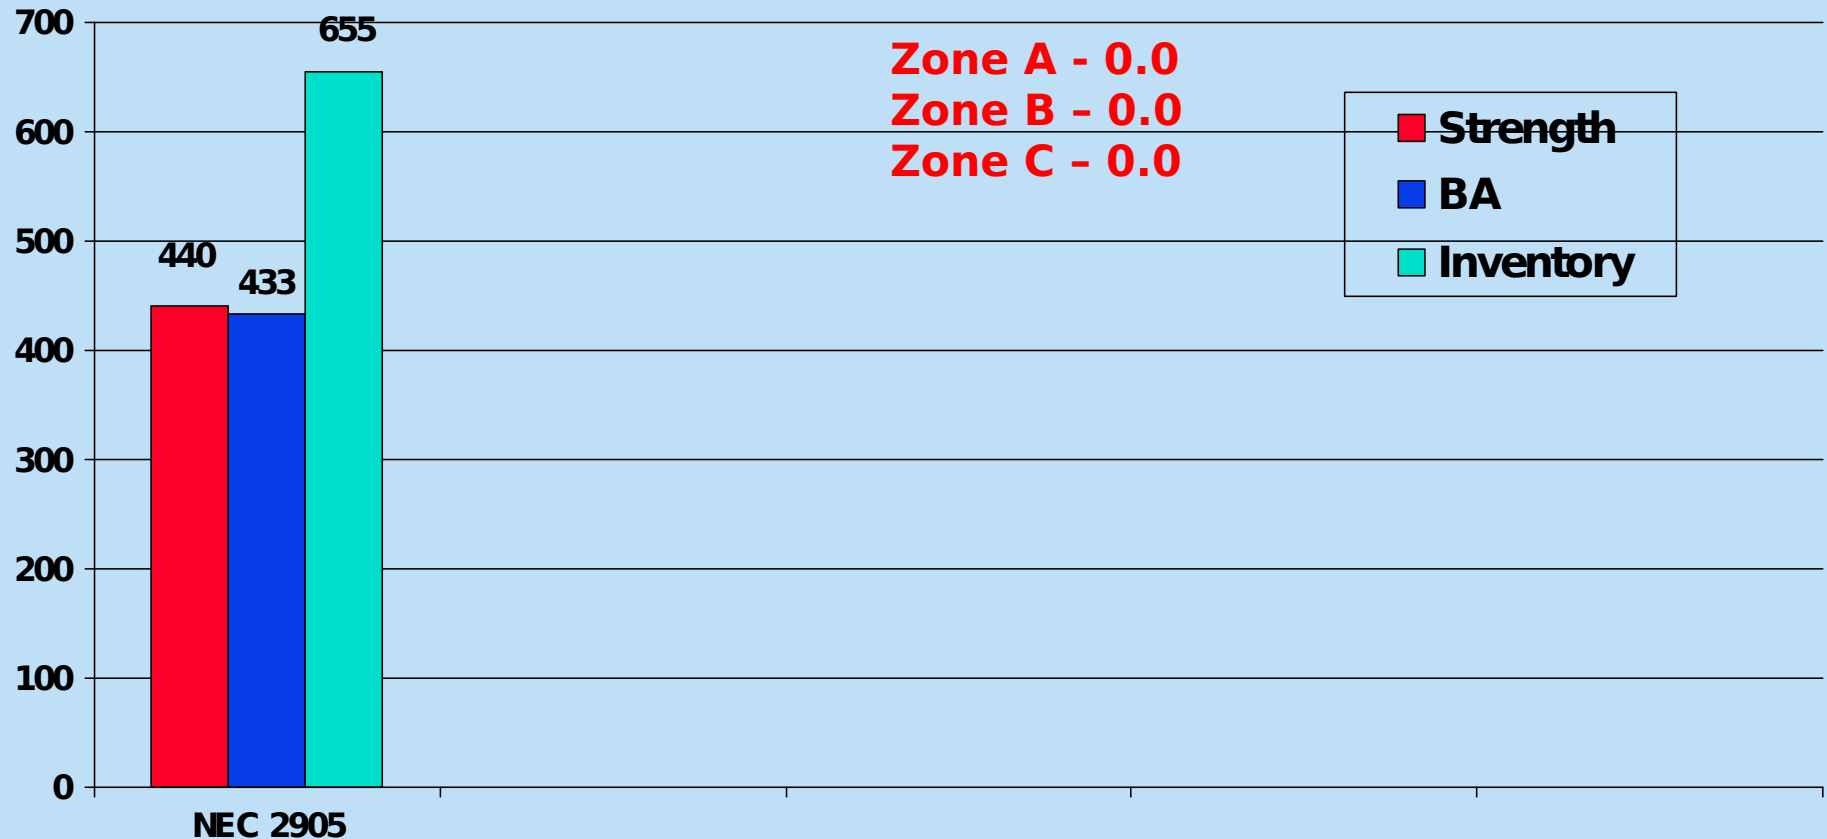 700
600
500
400
300
200
100
0
440
433
655
NEC 2905
Zone A - 0.0
Zone B – 0.0
Zone C – 0.0
Strength
BA
Inventory